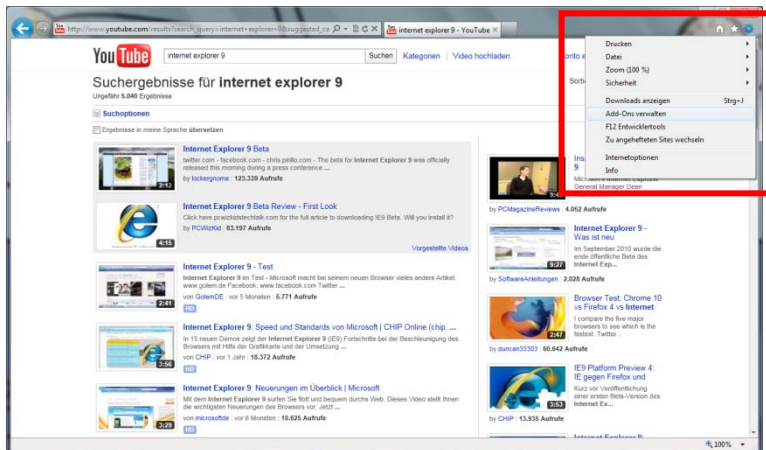 http://www.youtube.com/results?search_query=internet+explorer+9&suggested_ca
internet explorer 9 - YouTube
You Tube
internet explorer 9
Suchen
Kategorien
Video hochladen
Suchergebnisse für internet explorer 9
Ungefähr 5.040 Ergebnisse
Suchoptionen
Ergebnisse in meine Sprache übersetzen
Internet Explorer 9 Beta
twitter.com - facebook.com - chris.pirillo.com - The beta for Internet Explorer 9 was officially
released this morning during a press conference ...
by lockergnome 123.339 Aufrufe
2:12
Internet Explorer 9 Beta Review - First Look
Click here pcwizkidstechtalk.com for the full article to downloading IE9 Beta. Will you install it?
by PCWizKid 83.197 Aufrufe
4:15
Vorgestellte Videos
Internet Explorer 9 - Test
Internet Explorer 9 im Test - Microsoft macht bei seinem neuen Browser vieles anders Artikel:
www.golem.de Facebook: www.facebook.com Twitter ...
von GolemDE vor 5 Monaten 5.771 Aufrufe
HD
2:41
Internet Explorer 9: Speed und Standards von Microsoft | CHIP Online (chip. ...
In 15 neuen Demos zeigt der Internet Explorer 9 (IE9) Fortschritte bei der Beschleunigung des
Browsers mit Hilfe der Grafikkarte und der Umsetzung ...
von CHIP vor 1 Jahr 18.372 Aufrufe
HD
3:56
Internet Explorer 9: Neuerungen im Überblick | Microsoft
Mit dem Internet Explorer 9 surfen Sie flott und bequem durchs Web. Dieses Video stellt Ihnen
die wichtigsten Neuerungen des Browsers vor. Jetzt ...
von microsoftde vor 6 Monaten 10.625 Aufrufe
HD
3:29
Drucken
Datei
Zoom (100 %)
Sicherheit
Downloads anzeigen Strg+J
Add-Ons verwalten
F12 Entwicklertools
Zu angehefteten Sites wechseln
Internetoptionen
Info
9
General Manager Dean
by PCMagazineReviews 4.052 Aufrufe
Internet Explorer 9 -
Was ist neu
Im September 2010 wurde die
erste öffentliche Beta des
Internet Exp...
9:27
by SoftwareAnleitungen 2.028 Aufrufe
Browser Test: Chrome 10
vs Firefox 4 vs Internet
I compare the five major
browsers to see which is the
fastest. Twitter...
2:47
by duncan33303 60.642 Aufrufe
IE9 Platform Preview 4:
IE gegen Firefox und
Kurz vor Veröffentlichung
einer ersten Beta-Version des
Internet Ex...
3:53
by CHIP 13.935 Aufrufe
100%